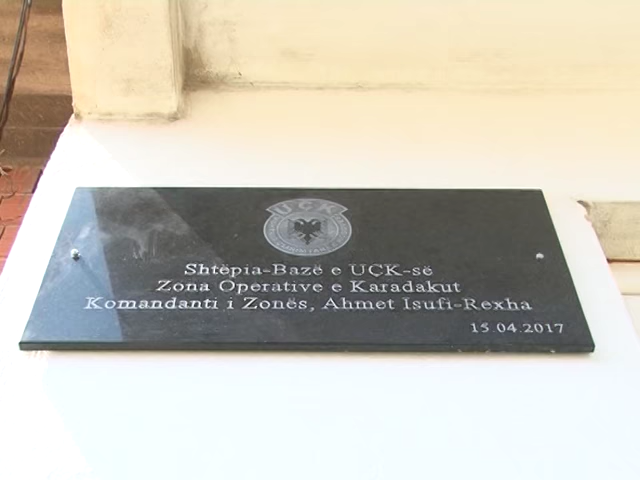 UÇK
Shtëpia-Bazë e UÇK-së
Zona Operative e Karadakut
Komandanti i Zonës, Ahmet Isufi-Rexha
15.04.2017